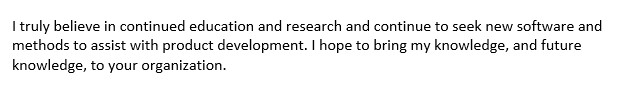 I truly believe in continued education and research and continue to seek new software and
methods to assist with product development. I hope to bring my knowledge, and future
knowledge, to your organization.